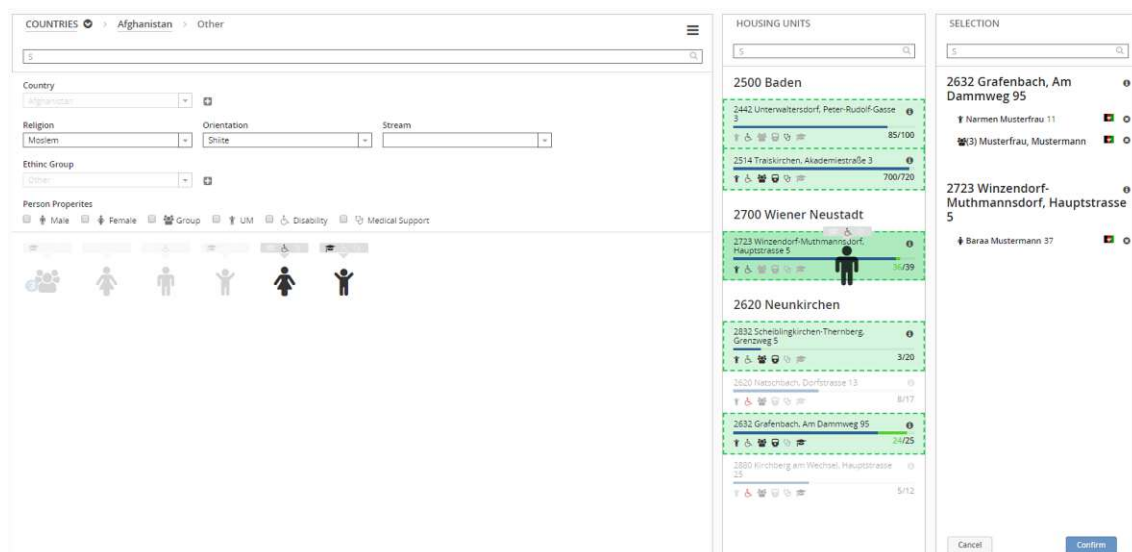 COUNTRIES > Afghanistan > Other
S
Country
Afghanistan
Religion Orientation Stream
Moslem Shiite
Ethinc Group
Other
Person Properites
Male Female Group UM Disability Medical Support
HOUSING UNITS
S
2500 Baden
2442 Unterwaltersdorf, Peter-Rudolf-Gasse
3
85/100
2514 Traiskirchen, Akademiestraße 3
700/720
2700 Wiener Neustadt
2723 Winzendorf-Muthmannsdorf,
Hauptstrasse 5
36/39
2620 Neunkirchen
2832 Scheiblingkirchen-Thernberg,
Grenzweg 5
3/20
2620 Natschbach, Dorfstrasse 13
8/17
2632 Grafenbach, Am Dammweg 95
24/25
2880 Kirchberg am Wechsel, Hauptstrasse
25
5/12
SELECTION
S
2632 Grafenbach, Am
Dammweg 95
Narmen Musterfrau 11
(3) Musterfrau, Mustermann
2723 Winzendorf-
Muthmannsdorf, Hauptstrasse
5
Baraa Mustermann 37
Cancel Confirm